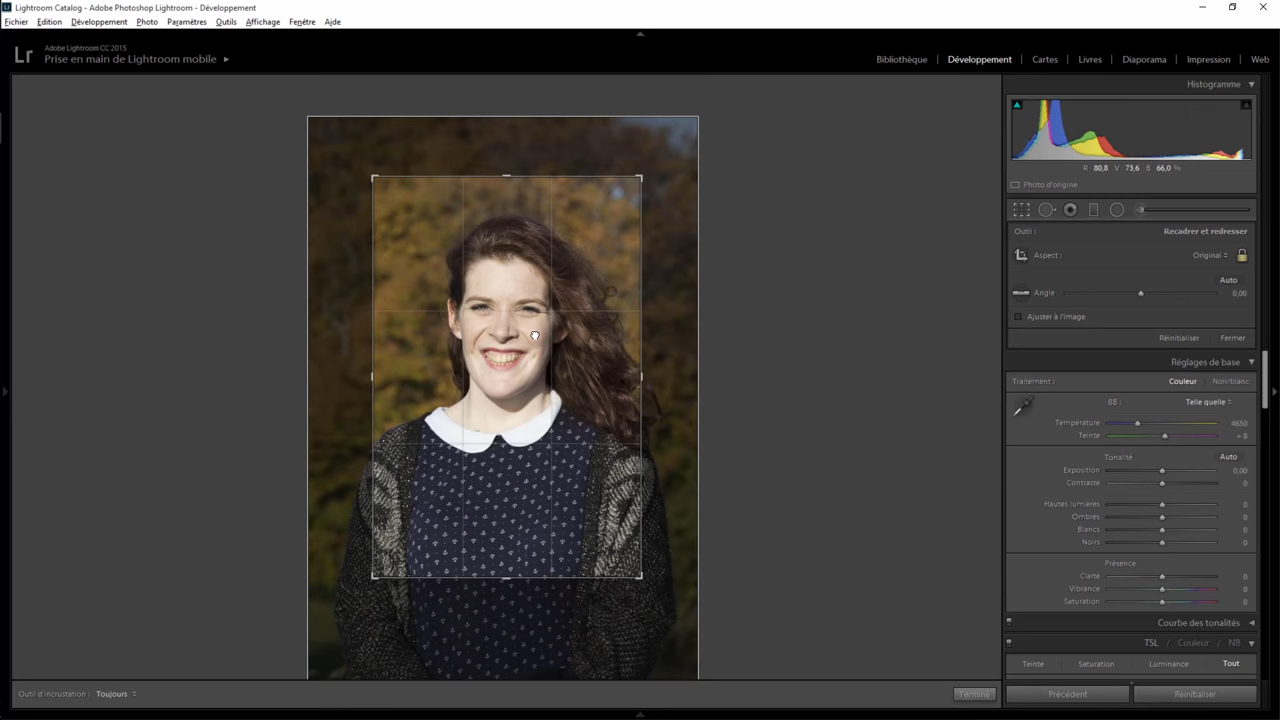 Lightroom Catalog - Adobe Photoshop Lightroom - Développement
Fichier Edition Développement Photo Paramètres Outils Affichage Fenêtre Aide
Lr
Adobe Lightroom CC 2015
Prise en main de Lightroom mobile
Bibliothèque | Développement | Cartes | Livres | Diaporama | Impression | Web
Histogramme
R 80,8 V 73,6 B 66,0 %
Photo d'origine
Outil : Recadrer et redresser
Aspect : Original
Auto
Angle 0,00
Ajuster à l'image
Réinitialiser Fermer
Réglages de base
Traitement : Couleur | Noir/blanc
BB : Telle quelle
Température 4650
Teinte + 8
Tonalité Auto
Exposition 0,00
Contraste 0
Hautes lumières 0
Ombres 0
Blancs 0
Noirs 0
Présence
Clarté 0
Vibrance 0
Saturation 0
Courbe des tonalités
TSL / Couleur / NB
Teinte Saturation Luminance Tout
Outil d'incrustation : Toujours
Terminé
Précédent Réinitialiser